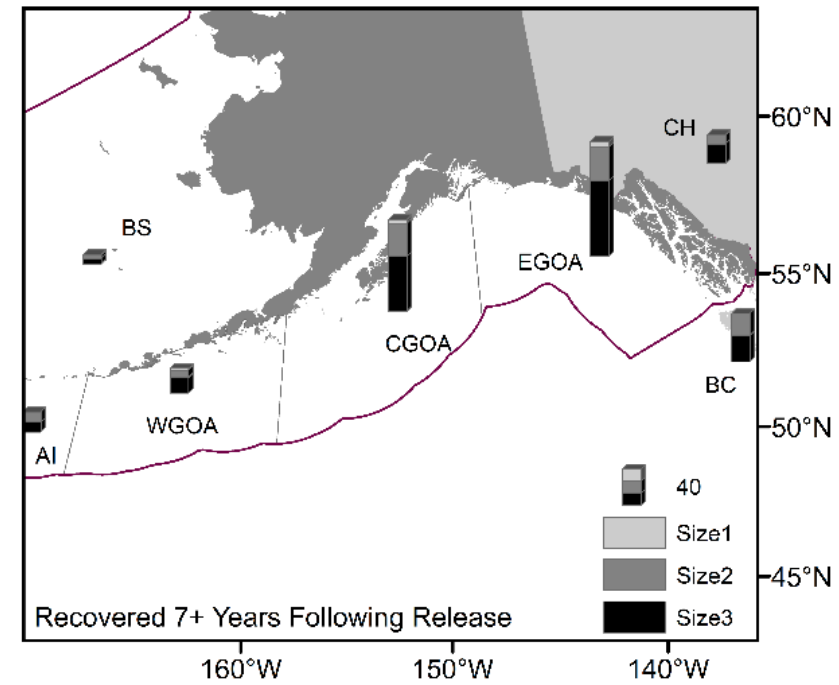 60°N
CH
BS
EGOA
55°N
CGOA
BC
WGOA
50°N
AI
40
Size1
Size2
45°N
Size3
Recovered 7+ Years Following Release
160°W
150°W
140°W